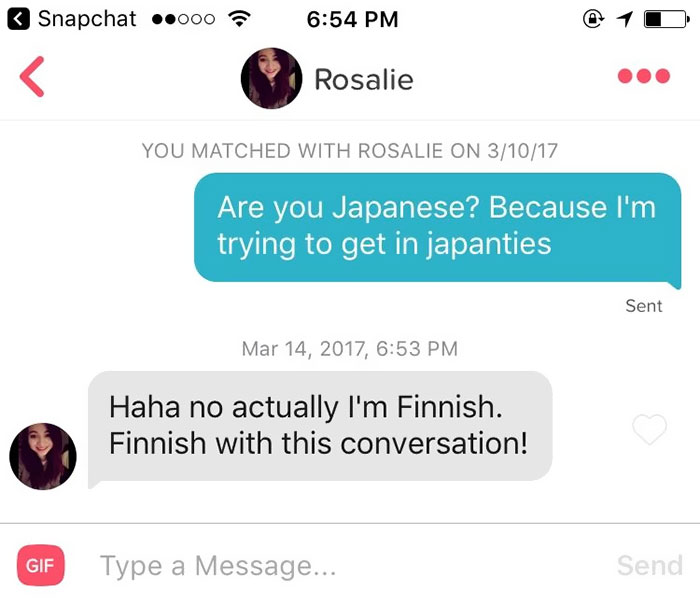 Snapchat 6:54 PM
Rosalie
YOU MATCHED WITH ROSALIE ON 3/10/17
Are you Japanese? Because I'm
trying to get in japanties
Sent
Mar 14, 2017, 6:53 PM
Haha no actually I'm Finnish.
Finnish with this conversation!
GIF Type a Message... Send